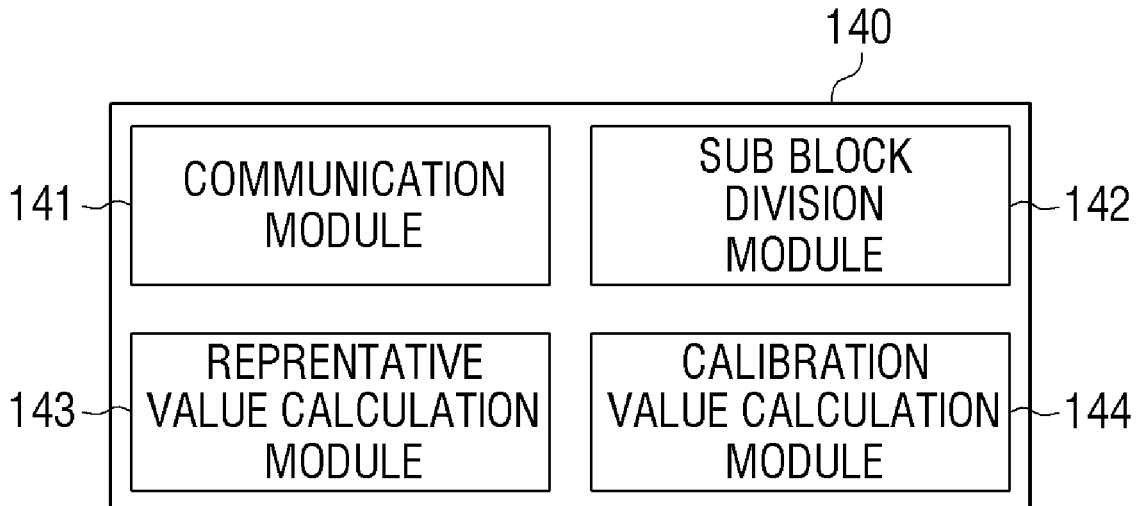 140
141
COMMUNICATION
MODULE
SUB BLOCK
DIVISION
MODULE
142
143
REPRENTATIVE
VALUE CALCULATION
MODULE
CALIBRATION
VALUE CALCULATION
MODULE
144